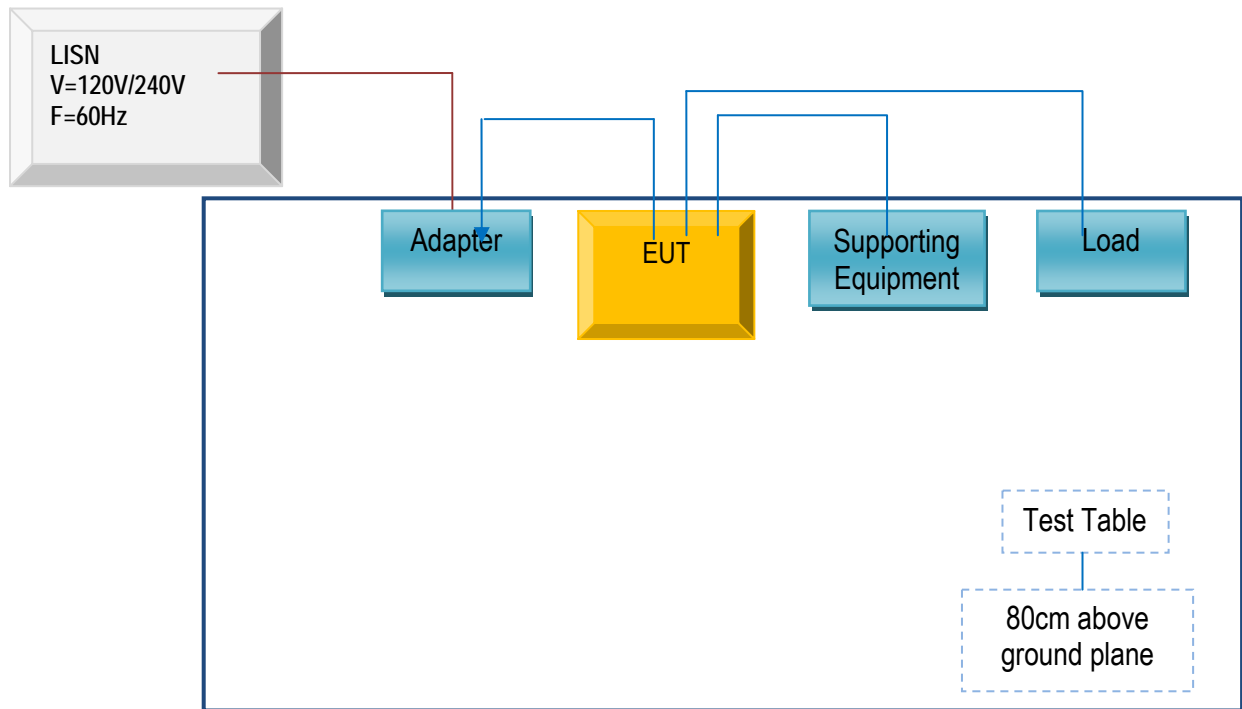 LISN
V=120V/240V
F=60Hz
Adapter
EUT
Supporting
Equipment
Load
Test Table
80cm above
ground plane